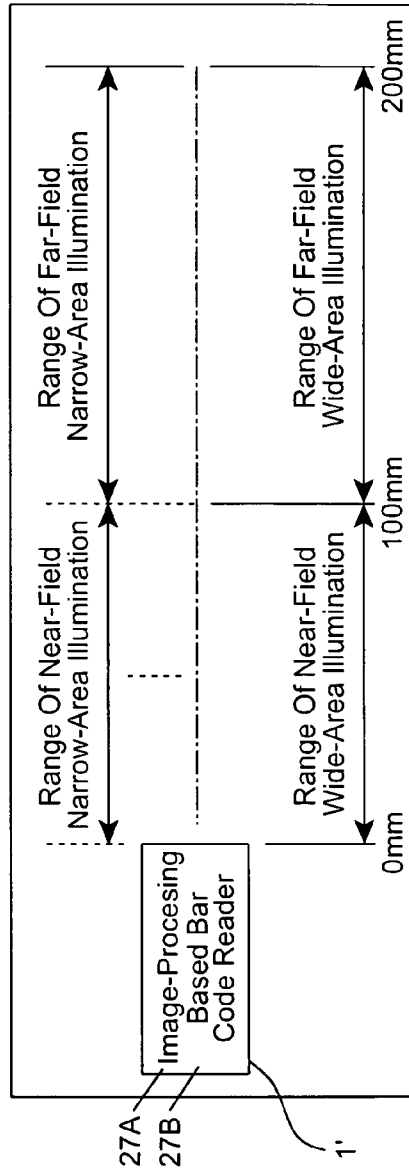 Range Of Near-Field
Narrow-Area Illumination
Range Of Far-Field
Narrow-Area Illumination
27A
27B
Image-Procesing
Based Bar
Code Reader
1'
Range Of Near-Field
Wide-Area Illumination
Range Of Far-Field
Wide-Area Illumination
0mm
100mm
200mm